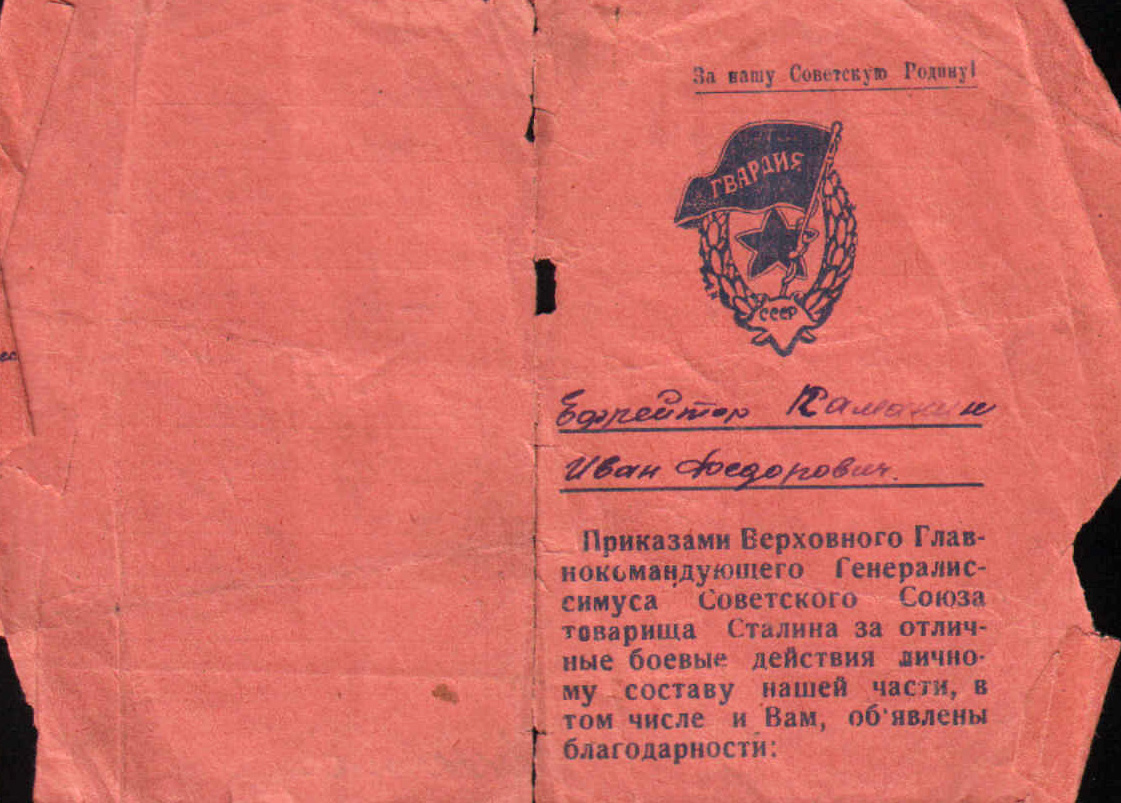 За нашу Советскую Родину!
ГВАРДИЯ
СССР
Ефрейтор
Иван Федорович.
Приказами Верховного Глав-
нокомандующего Генералис-
симуса Советского Союза
товарища Сталина за отлич-
ные боевые действия лично-
му составу нашей части, в
том числе и Вам, об'явлены
благодарности: